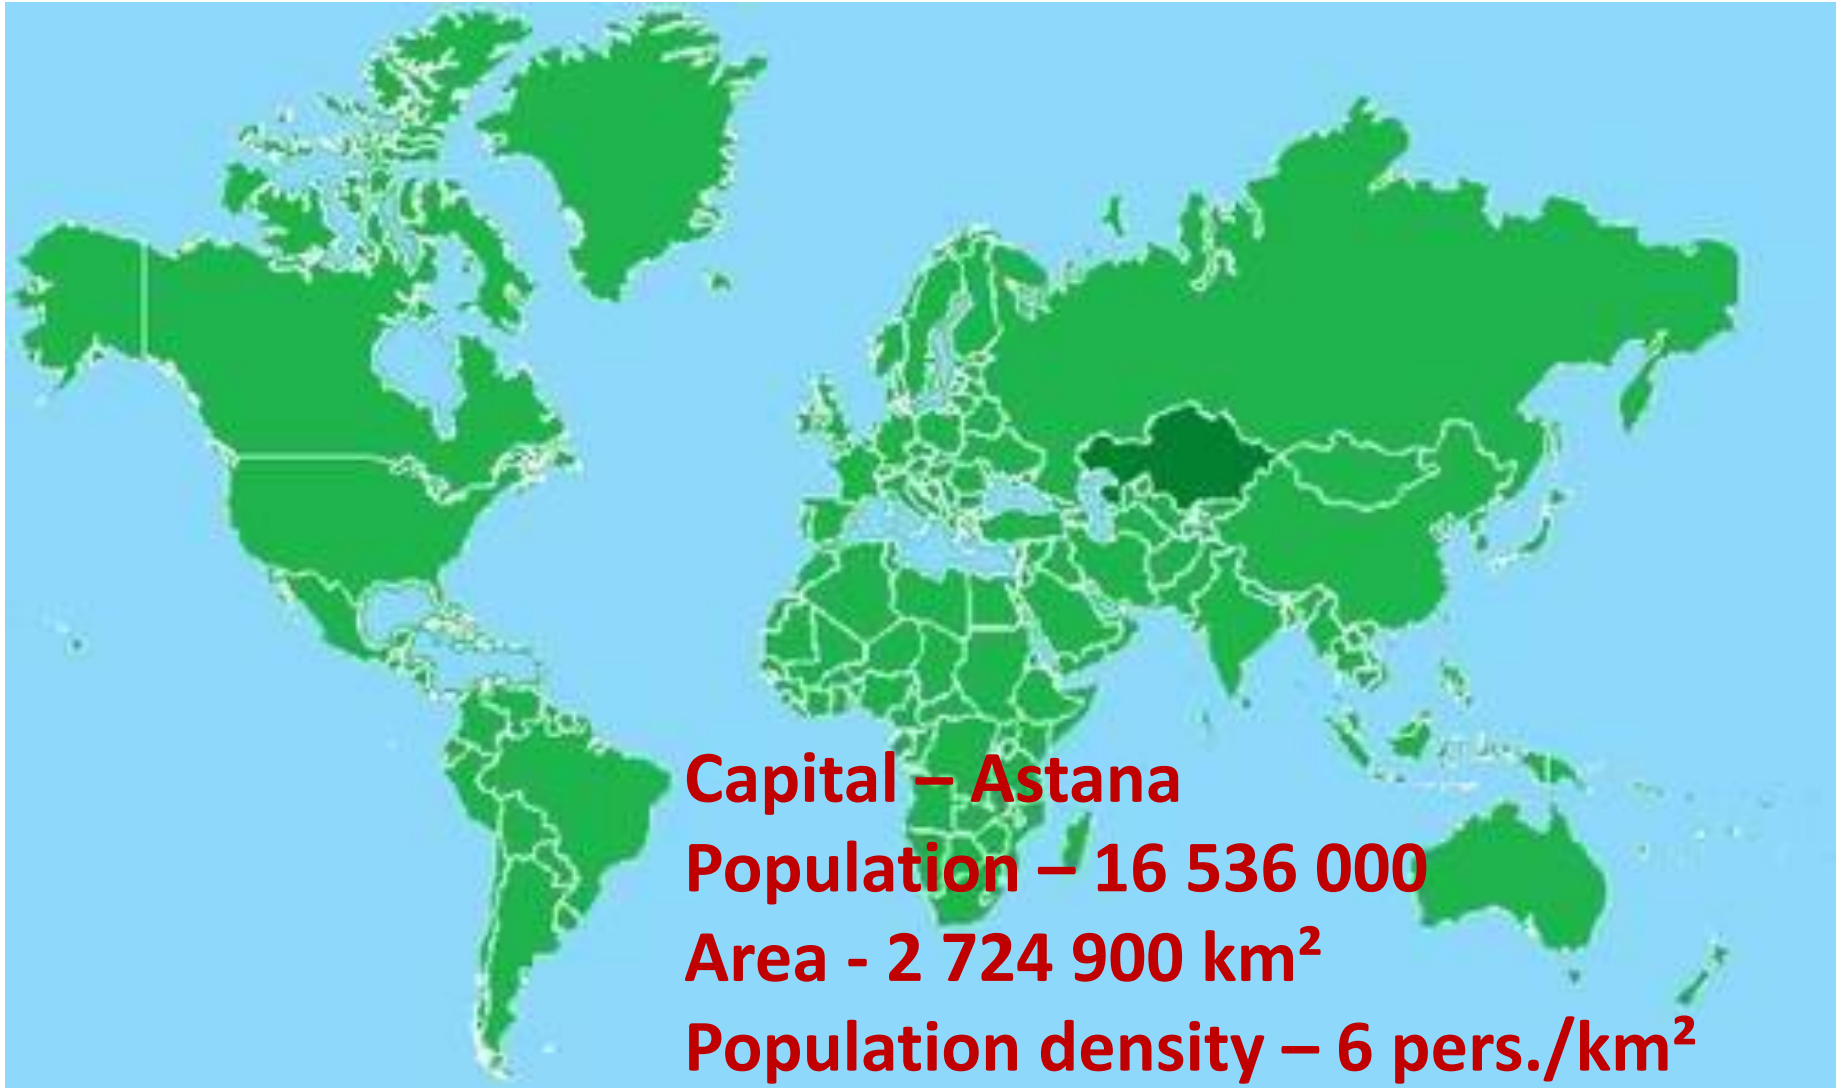 Capital – Astana
Population – 16 536 000
Area - 2 724 900 km²
Population density – 6 pers./km²